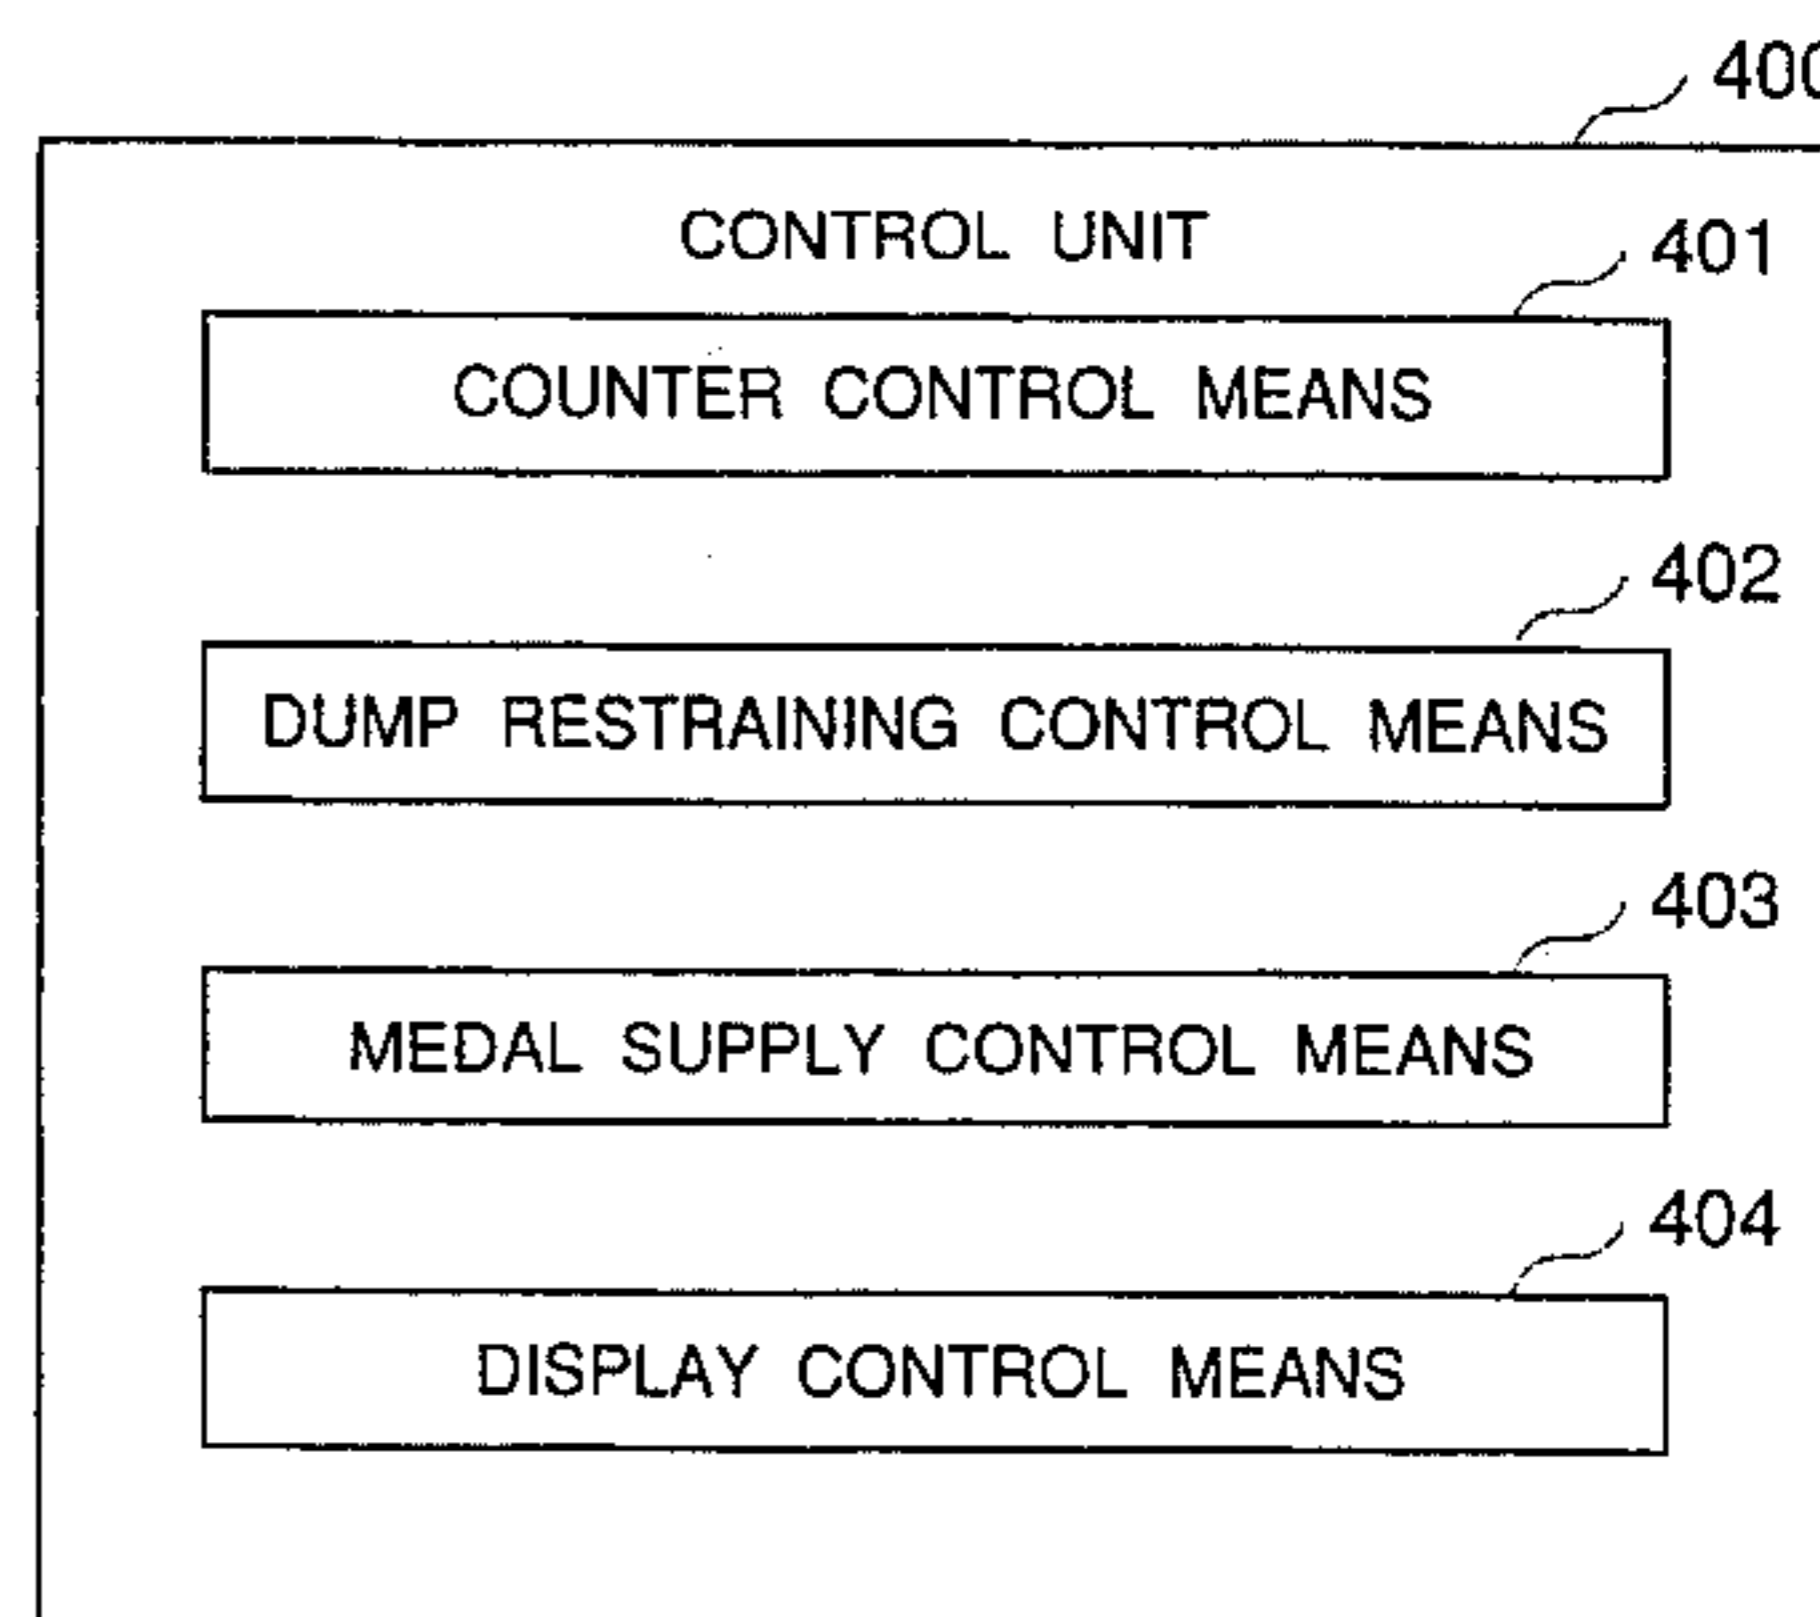 400
CONTROL UNIT
401
COUNTER CONTROL MEANS
402
DUMP RESTRAINING CONTROL MEANS
403
MEDAL SUPPLY CONTROL MEANS
404
DISPLAY CONTROL MEANS